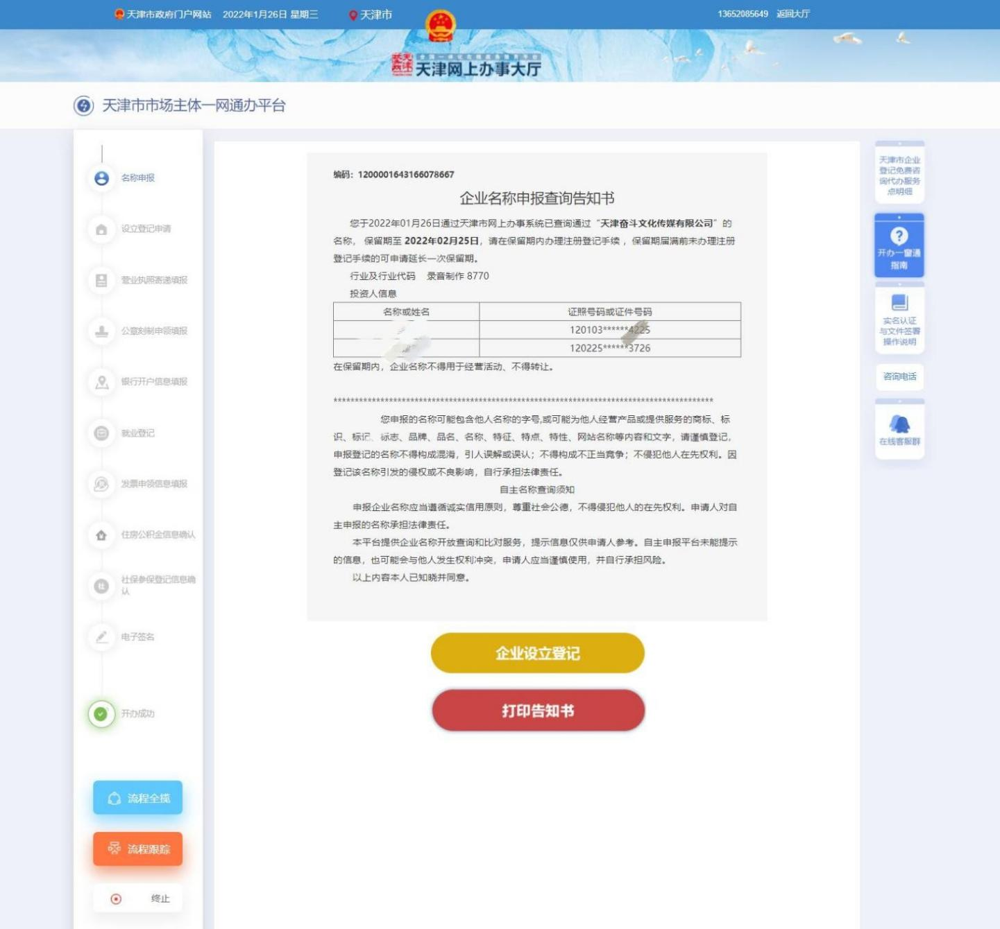 天津市政府门户网站 2022年1月26日 星期三 天津市 13652085649 返回大厅
全国一体化在线政务服务平台
天津网上办事大厅
天津市市场主体一网通办平台
名称申报
设立登记申请
营业执照寄递填报
公章刻制申领填报
银行开户信息填报
就业登记
发票申领信息填报
住房公积金信息确认
社保参保登记信息确
认
电子签名
开办成功
流程全揽
流程跟踪
终止
编码：1200001643166078667
企业名称申报查询告知书
您于2022年01月26日通过天津市网上办事系统已查询通过“天津奋斗文化传媒有限公司”的
名称， 保留期至 2022年02月25日，请在保留期内办理注册登记手续 ，保留期届满前未办理注册
登记手续的可申请延长一次保留期。
行业及行业代码 录音制作 8770
投资人信息
名称或姓名 证照号码或证件号码
120103******4225
120225******3726
在保留期内，企业名称不得用于经营活动、不得转让。
******************************************************************************************
您申报的名称可能包含他人名称的字号,或可能为他人经营产品或提供服务的商标、标
识、标记、标志、品牌、品名、名称、特征、特点、特性、网站名称等内容和文字，请谨慎登记，
申报登记的名称不得构成混淆，引人误解或误认；不得构成不正当竞争；不侵犯他人在先权利。因
登记该名称引发的侵权或不良影响，自行承担法律责任。
自主名称查询须知
申报企业名称应当遵循诚实信用原则，尊重社会公德，不得侵犯他人的在先权利。申请人对自
主申报的名称承担法律责任。
本平台提供企业名称开放查询和比对服务，提示信息仅供申请人参考。自主申报平台未能提示
的信息，也可能会与他人发生权利冲突，申请人应当谨慎使用，并自行承担风险。
以上内容本人已知晓并同意。
企业设立登记
打印告知书
天津市企业
登记免费咨
询代办服务
点明细
开办一窗通
指南
实名认证
与文件签署
操作说明
咨询电话
在线客服群